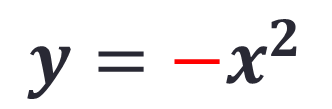 y = −x²